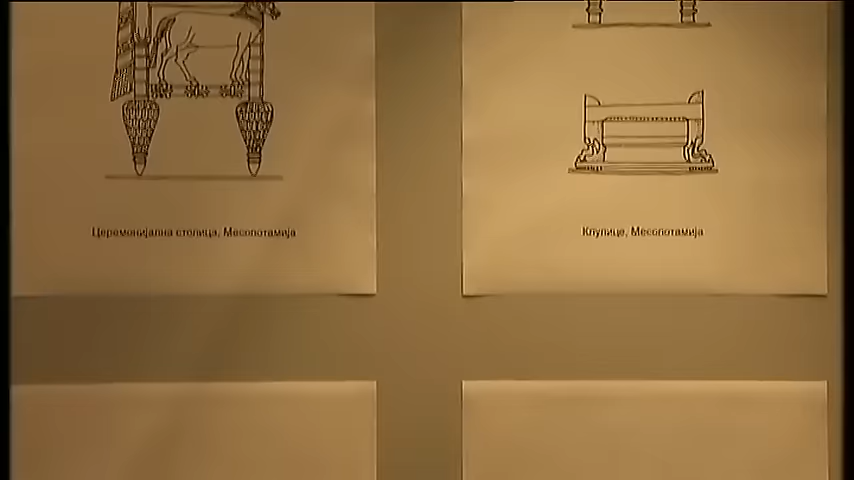 Церемонијална столица, Месопотамија
Клупице, Месопотамија